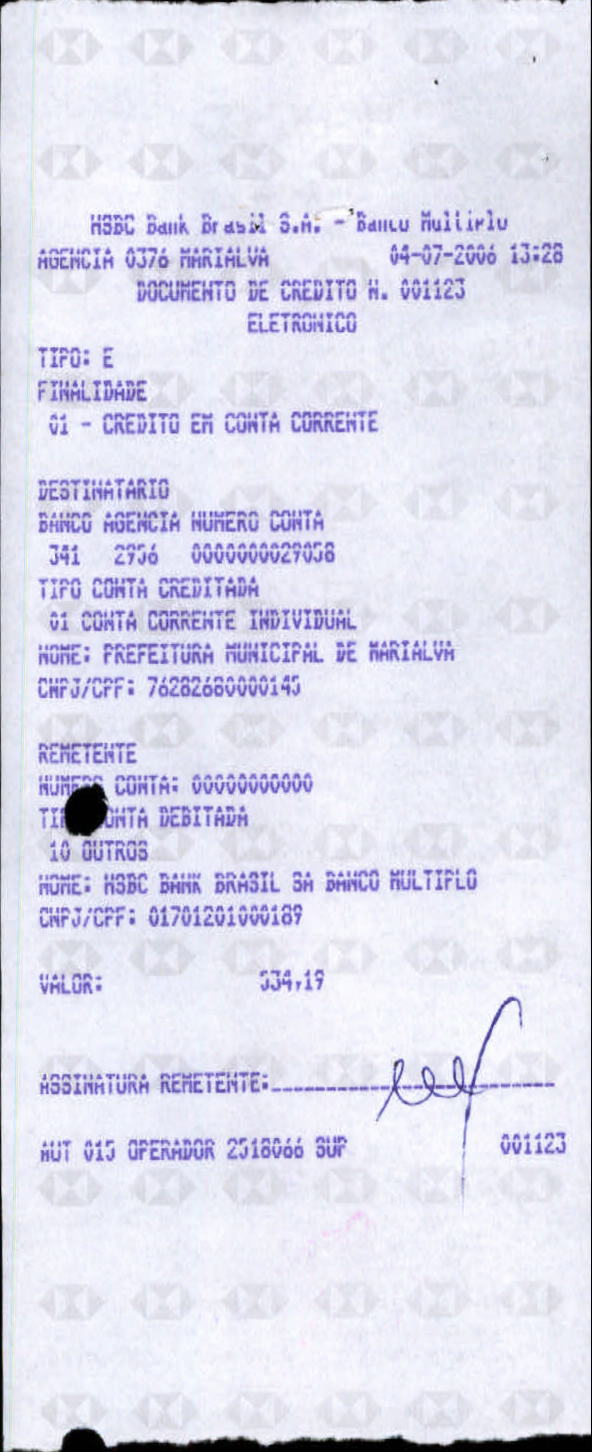 HSBC Bank Brasil S.A. - Banco Multiplo
AGENCIA 0376 MARIALVA 04-07-2006 13:28
DOCUMENTO DE CREDITO N. 001123
ELETRONICO
TIPO: E
FINALIDADE
01 - CREDITO EM CONTA CORRENTE
DESTINATARIO
BANCO AGENCIA NUMERO CONTA
341 2956 0000000029058
TIPO CONTA CREDITADA
01 CONTA CORRENTE INDIVIDUAL
NOME: PREFEITURA MUNICIPAL DE MARIALVA
CNPJ/CPF: 76282680000145
REMETENTE
NUMERO CONTA: 00000000000
CONTA DEBITADA
10 OUTROS
NOME: HSBC BANK BRASIL SA BANCO MULTIPLO
CNPJ/CPF: 01701201000189
VALOR: 534,19
ASSINATURA REMETENTE:
AUT 015 OPERADOR 2518066 SUP 001123